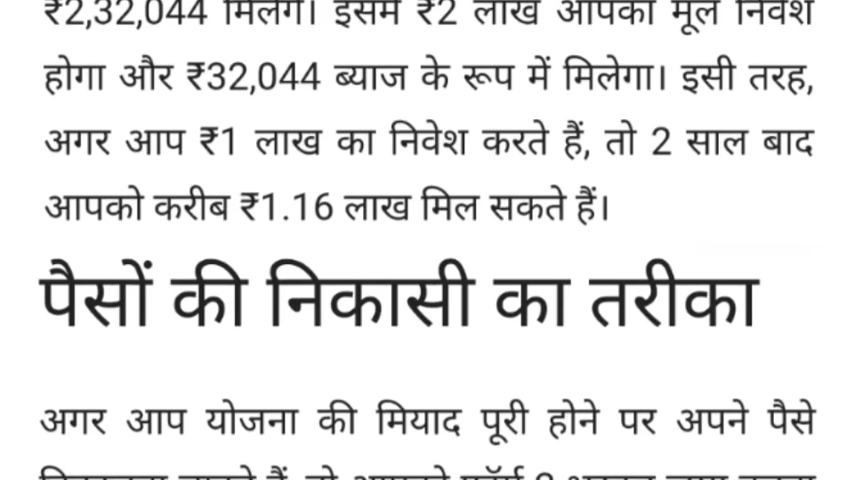 ₹2,32,044 मिलेंगे। इसमें ₹2 लाख आपका मूल निवेश
होगा और ₹32,044 ब्याज के रूप में मिलेगा। इसी तरह,
अगर आप ₹1 लाख का निवेश करते हैं, तो 2 साल बाद
आपको करीब ₹1.16 लाख मिल सकते हैं।
पैसों की निकासी का तरीका
अगर आप योजना की मियाद पूरी होने पर अपने पैसे